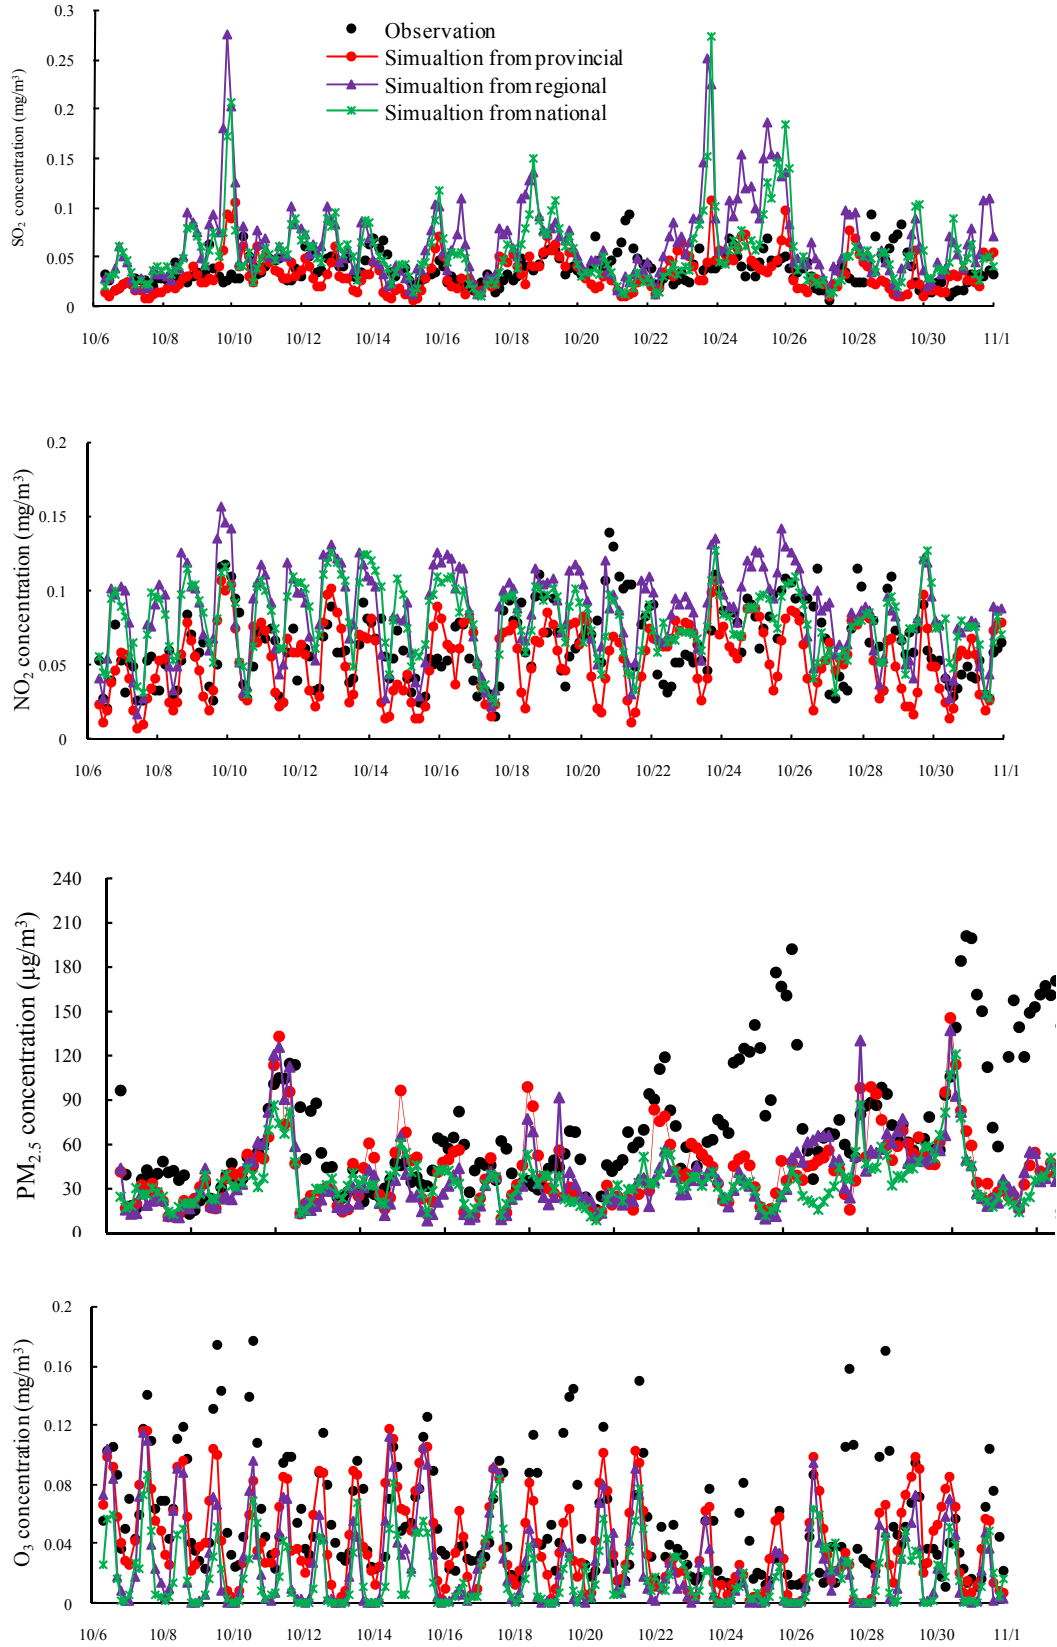 0.3
0.25
0.2
0.15
0.1
0.05
0
SO2 concentration (mg/m³)
Observation
Simualtion from provincial
Simualtion from regional
Simualtion from national
10/6 10/8 10/10 10/12 10/14 10/16 10/18 10/20 10/22 10/24 10/26 10/28 10/30 11/1
0.2
0.15
0.1
0.05
0
NO2 concentration (mg/m³)
10/6 10/8 10/10 10/12 10/14 10/16 10/18 10/20 10/22 10/24 10/26 10/28 10/30 11/1
240
210
180
150
120
90
60
30
0
PM2.5 concentration (μg/m³)
0.2
0.16
0.12
0.08
0.04
0
O3 concentration (mg/m³)
10/6 10/8 10/10 10/12 10/14 10/16 10/18 10/20 10/22 10/24 10/26 10/28 10/30 11/1